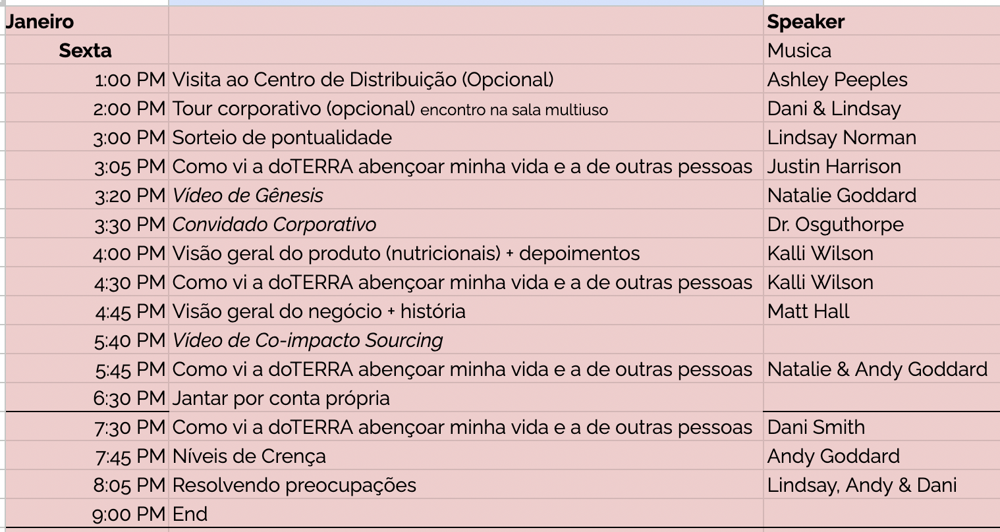 Janeiro Speaker
Sexta Musica
1:00 PM Visita ao Centro de Distribuição (Opcional) Ashley Peeples
2:00 PM Tour corporativo (opcional) encontro na sala multiuso Dani & Lindsay
3:00 PM Sorteio de pontualidade Lindsay Norman
3:05 PM Como vi a doTERRA abençoar minha vida e a de outras pessoas Justin Harrison
3:20 PM Vídeo de Gênesis Natalie Goddard
3:30 PM Convidado Corporativo Dr. Osguthorpe
4:00 PM Visão geral do produto (nutricionais) + depoimentos Kalli Wilson
4:30 PM Como vi a doTERRA abençoar minha vida e a de outras pessoas Kalli Wilson
4:45 PM Visão geral do negócio + história Matt Hall
5:40 PM Vídeo de Co-impacto Sourcing
5:45 PM Como vi a doTERRA abençoar minha vida e a de outras pessoas Natalie & Andy Goddard
6:30 PM Jantar por conta própria
7:30 PM Como vi a doTERRA abençoar minha vida e a de outras pessoas Dani Smith
7:45 PM Níveis de Crença Andy Goddard
8:05 PM Resolvendo preocupações Lindsay, Andy & Dani
9:00 PM End